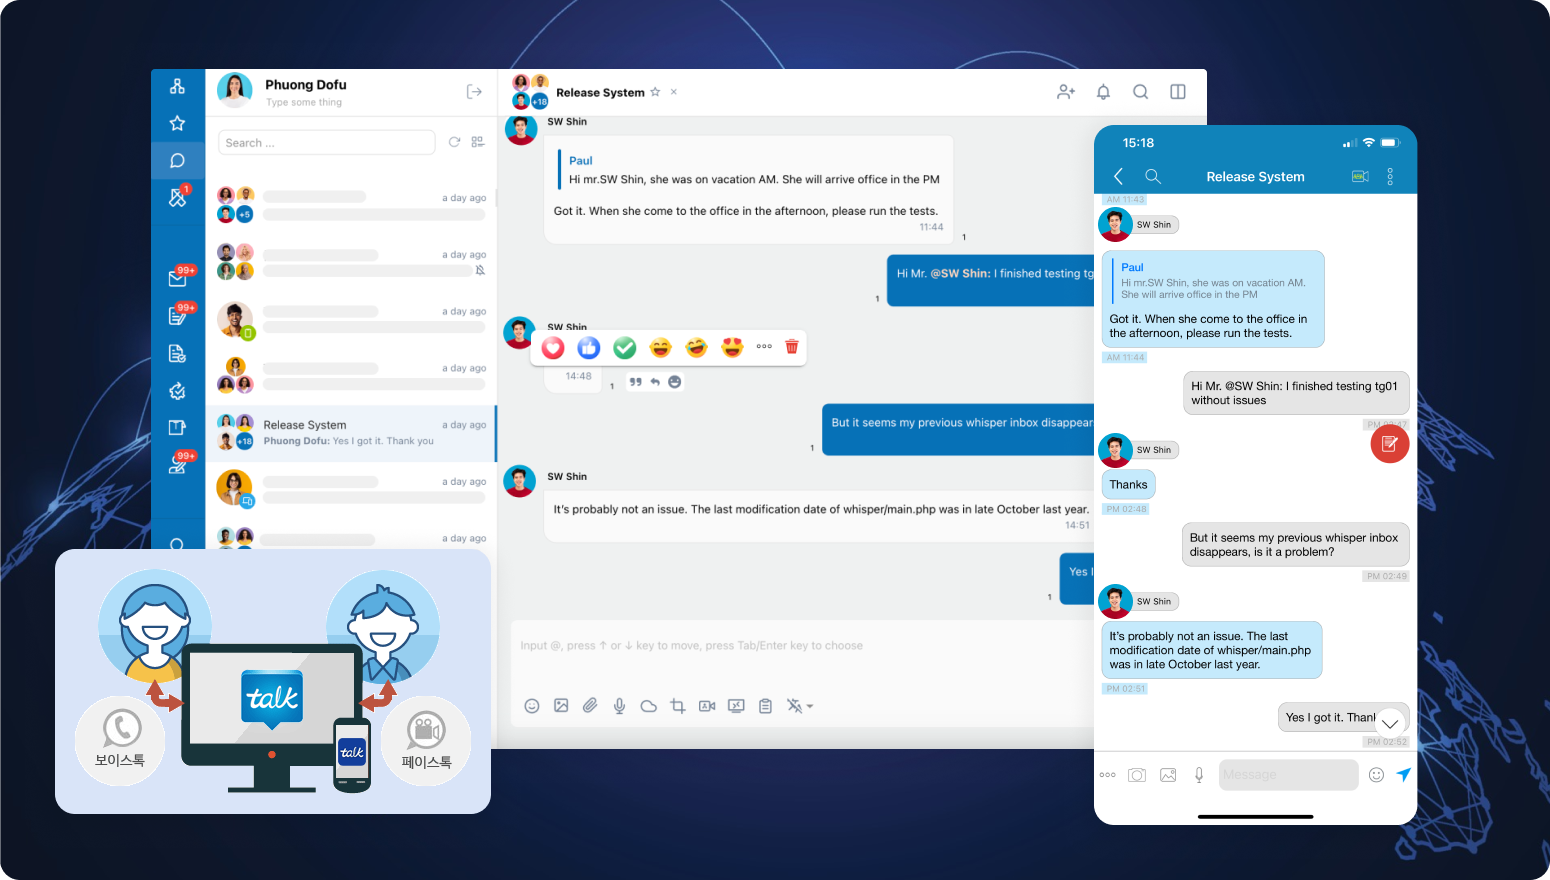 Phuong Dofu
Type some thing
Search ...
1
99+
99+
99+
+5
a day ago
a day ago
a day ago
a day ago
Release System
a day ago
+18
Phuong Dofu: Yes I got it. Thank you
a day ago
a day ago
+18
Release System
SW Shin
Paul
Hi mr.SW Shin, she was on vacation AM. She will arrive office in the PM
Got it. When she come to the office in the afternoon, please run the tests.
11:44
1
Hi Mr. @SW Shin: I finished testing tg
1
SW Shin
14:48
1
But it seems my previous whisper inbox disappear
1
SW Shin
It's probably not an issue. The last modification date of whisper/main.php was in late October last year.
14:51
Yes I
1
Input @, press ↑ or ↓ key to move, press Tab/Enter key to choose
15:18
Release System
AM 11:43
SW Shin
Paul
Hi mr.SW Shin, she was on vacation AM.
She will arrive office in the PM
Got it. When she come to the office in
the afternoon, please run the tests.
AM 11:44
Hi Mr. @SW Shin: I finished testing tg01
without issues
PM 02:47
SW Shin
Thanks
PM 02:48
But it seems my previous whisper inbox
disappears, is it a problem?
PM 02:49
SW Shin
It's probably not an issue. The last
modification date of whisper/main.php
was in late October last year.
PM 02:51
Yes I got it. Than
PM 02:52
Message
talk
talk
보이스톡
페이스톡